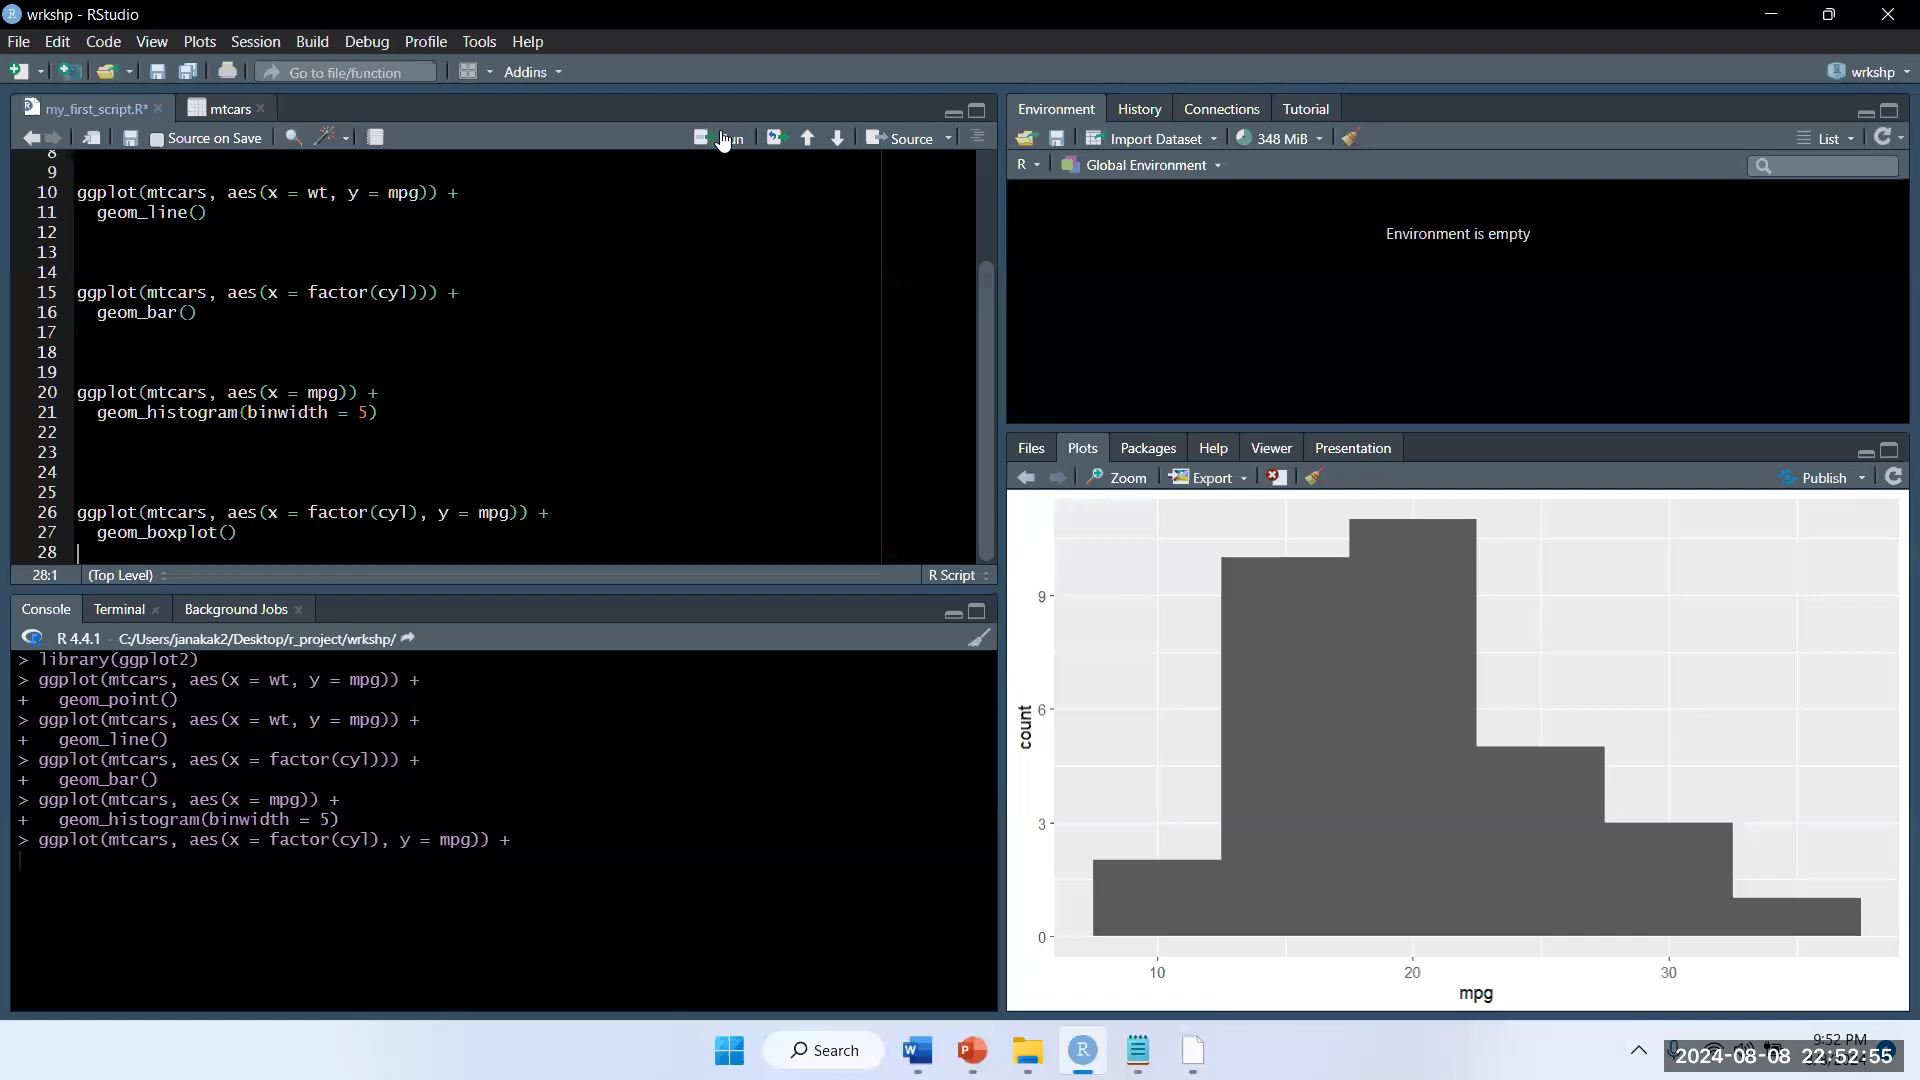 wrkshp - RStudio
File Edit Code View Plots Session Build Debug Profile Tools Help
Go to file/function Addins wrkshp
my_first_script.R* mtcars
Source on Save Source
8
9
10 ggplot(mtcars, aes(x = wt, y = mpg)) +
11 geom_line()
12
13
14
15 ggplot(mtcars, aes(x = factor(cyl))) +
16 geom_bar()
17
18
19
20 ggplot(mtcars, aes(x = mpg)) +
21 geom_histogram(binwidth = 5)
22
23
24
25
26 ggplot(mtcars, aes(x = factor(cyl), y = mpg)) +
27 geom_boxplot()
28
28:1 (Top Level) R Script
Console Terminal Background Jobs
R 4.4.1 · C:/Users/janakak2/Desktop/r_project/wrkshp/
> library(ggplot2)
> ggplot(mtcars, aes(x = wt, y = mpg)) +
+ geom_point()
> ggplot(mtcars, aes(x = wt, y = mpg)) +
+ geom_line()
> ggplot(mtcars, aes(x = factor(cyl))) +
+ geom_bar()
> ggplot(mtcars, aes(x = mpg)) +
+ geom_histogram(binwidth = 5)
> ggplot(mtcars, aes(x = factor(cyl), y = mpg)) +
Environment History Connections Tutorial
Import Dataset 348 MiB List
R Global Environment
Environment is empty
Files Plots Packages Help Viewer Presentation
Zoom Export Publish
count
9
6
3
0
10 20 30
mpg
Search
9:52 PM
2024-08-08 22:52:55